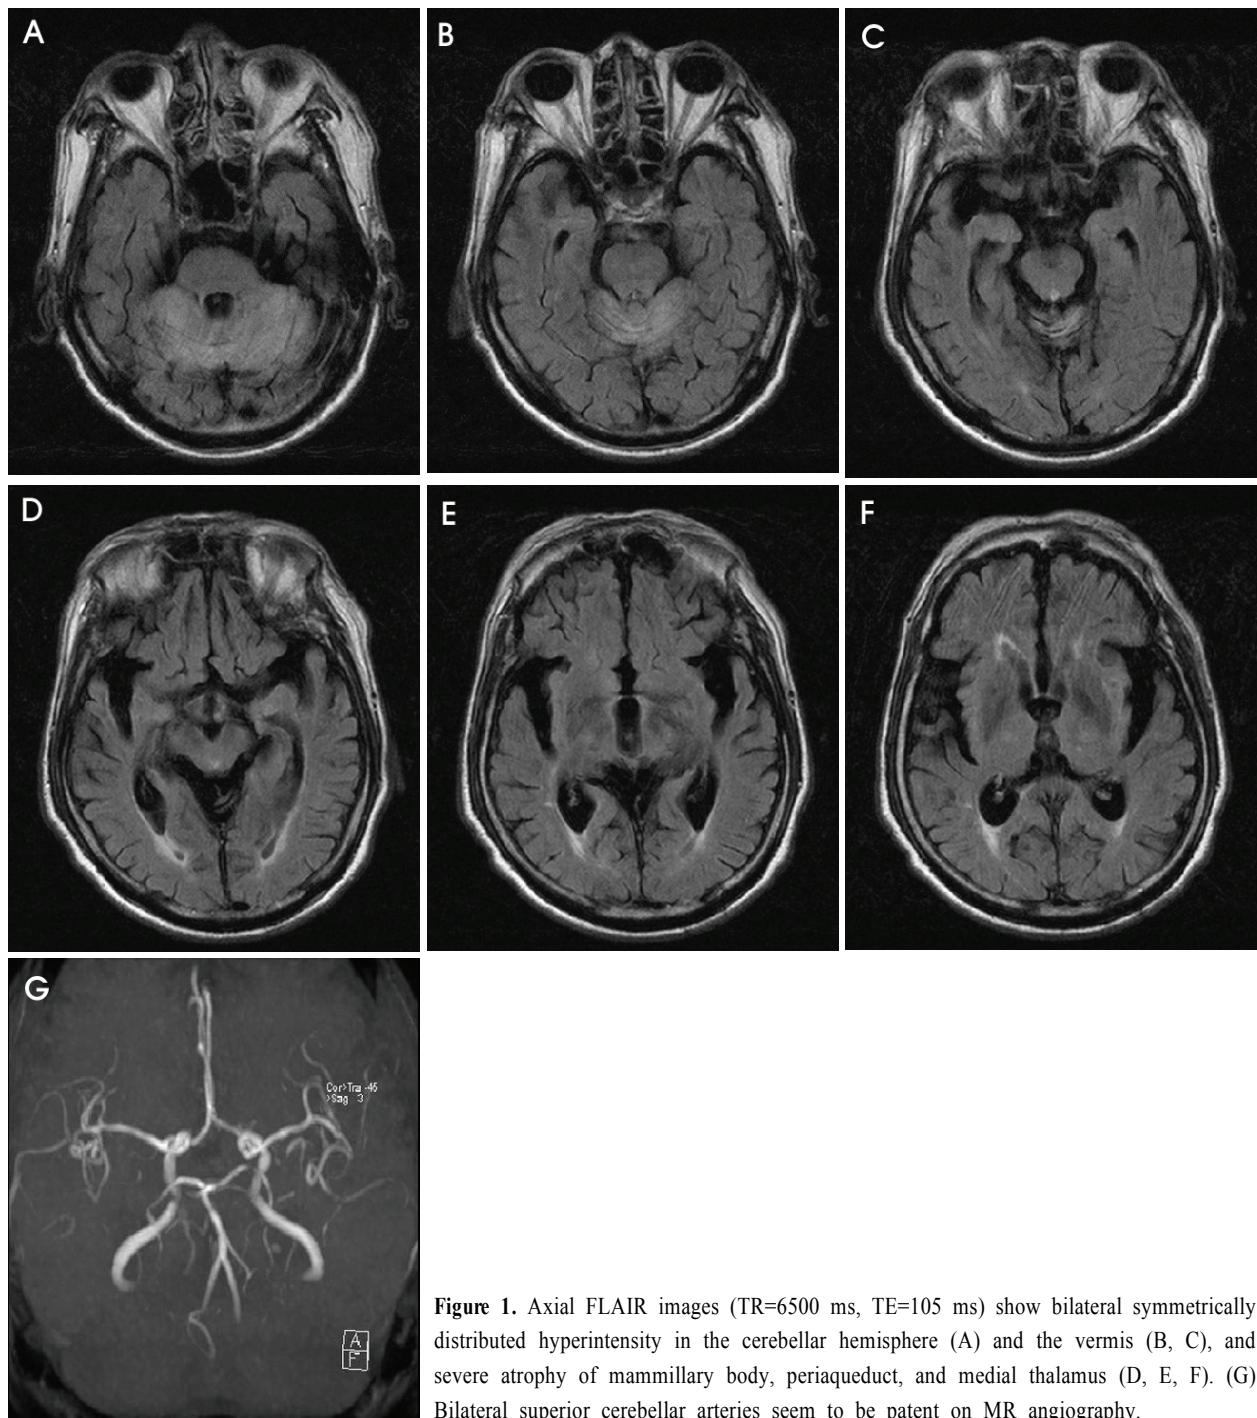 A
B
C
D
E
F
G
Cor>Tra -46
>Sag 3
A
F
Figure 1. Axial FLAIR images (TR=6500 ms, TE=105 ms) show bilateral symmetrically
distributed hyperintensity in the cerebellar hemisphere (A) and the vermis (B, C), and
severe atrophy of mammillary body, periaqueduct, and medial thalamus (D, E, F). (G)
Bilateral superior cerebellar arteries seem to be patent on MR angiography.